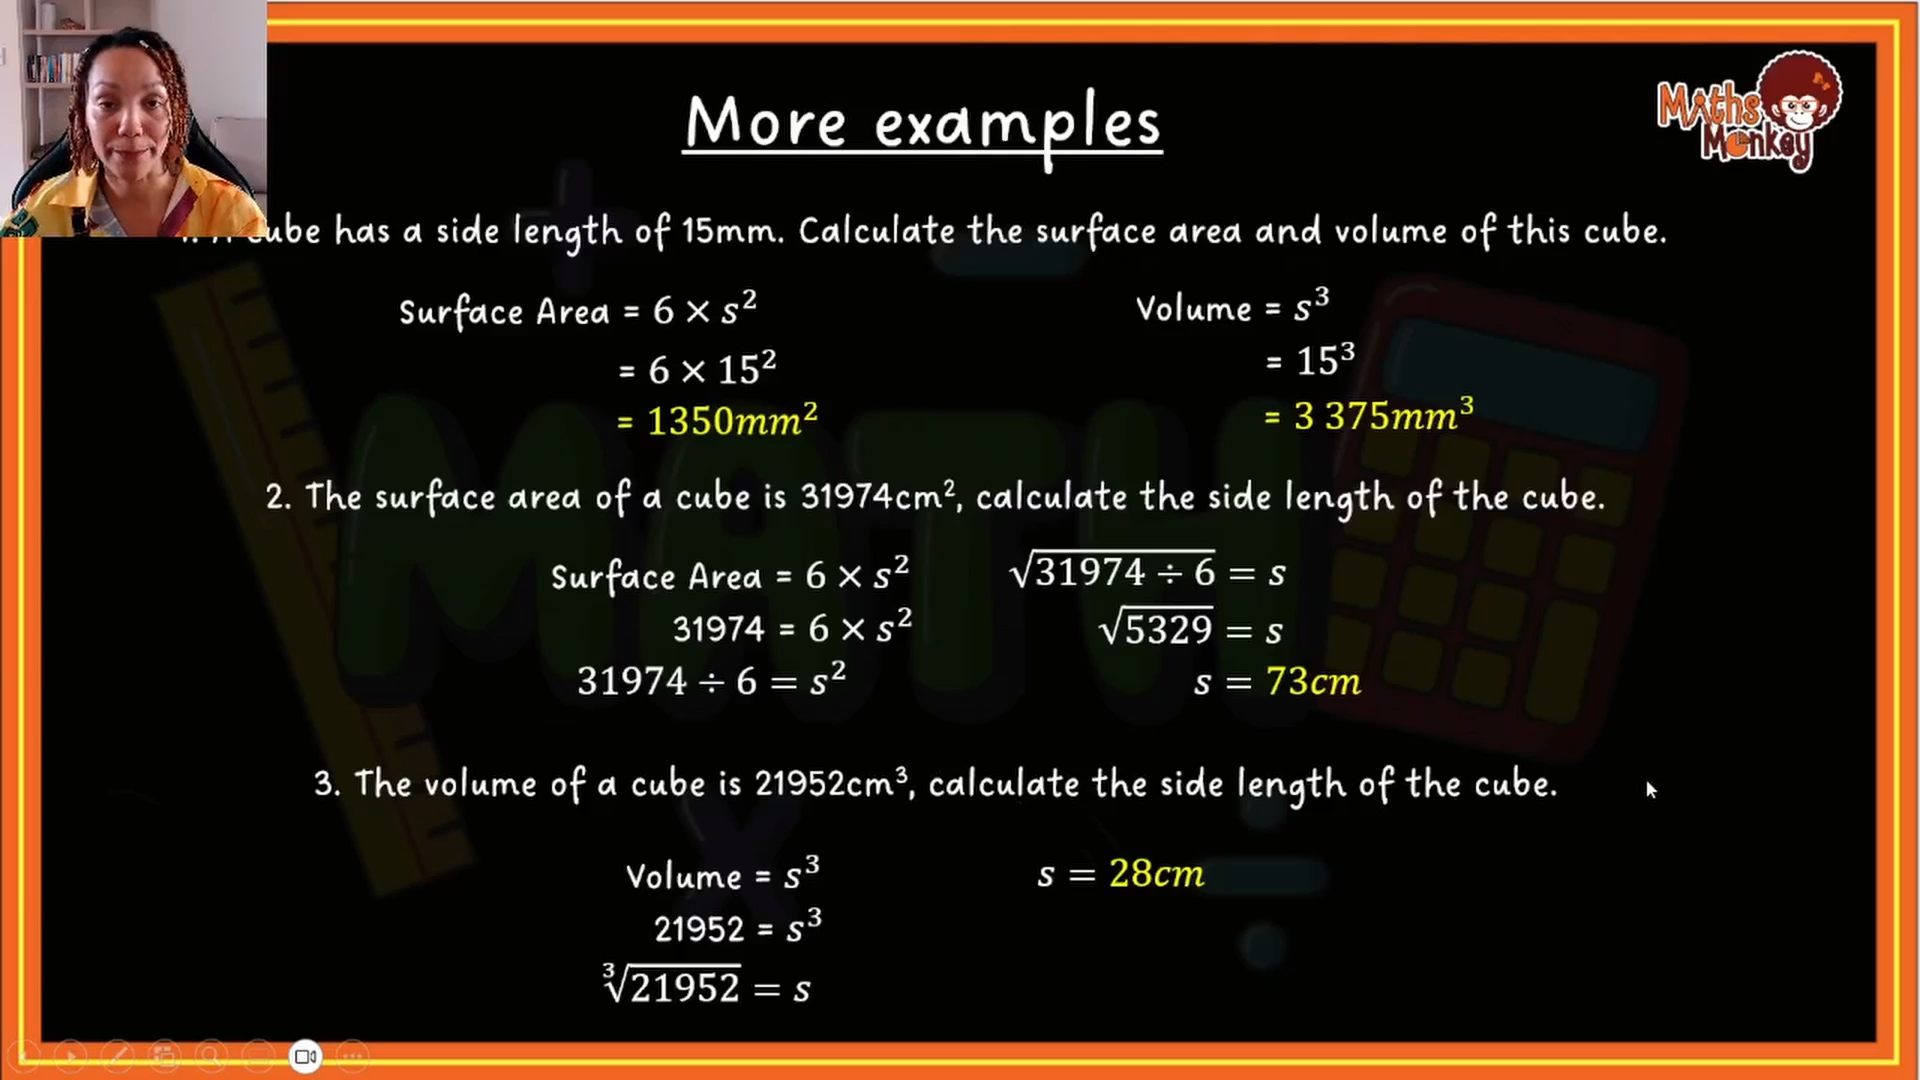 More examples
Maths
Monkey
cube has a side length of 15mm. Calculate the surface area and volume of this cube.
Surface Area = 6 × s²
= 6 × 15²
= 1350mm²
Volume = s³
= 15³
= 3 375mm³
2. The surface area of a cube is 31974cm², calculate the side length of the cube.
Surface Area = 6 × s²
31974 = 6 × s²
31974 ÷ 6 = s²
√31974 ÷ 6 = s
√5329 = s
s = 73cm
3. The volume of a cube is 21952cm³, calculate the side length of the cube.
Volume = s³
21952 = s³
∛21952 = s
s = 28cm
MATH